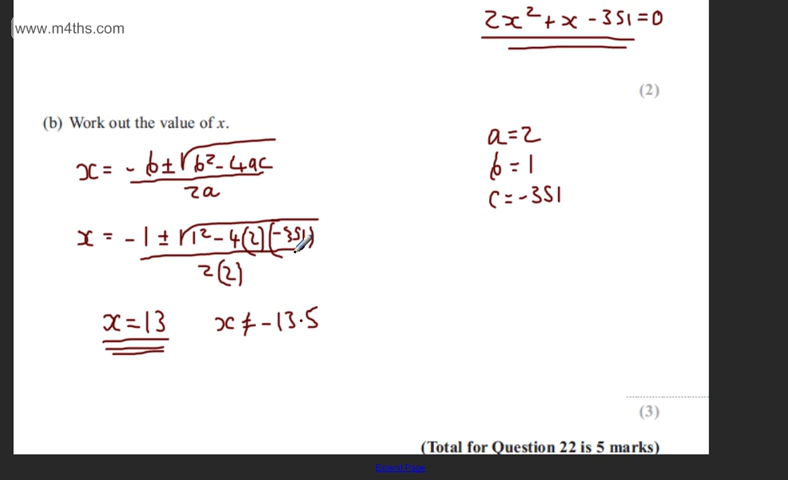 www.m4ths.com
2x² + x - 351 = 0
(2)
(b) Work out the value of x.
a = 2
b = 1
c = -351
x = -b ± √b² - 4ac
2a
x = -1 ± √1² - 4(2)(-351)
2(2)
x = 13 x ≠ -13.5
(3)
(Total for Question 22 is 5 marks)